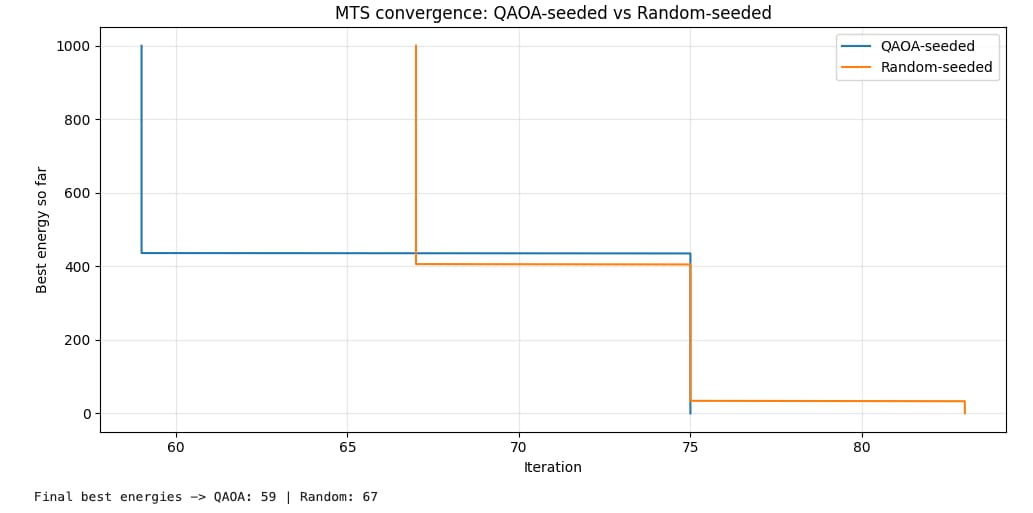 MTS convergence: QAOA-seeded vs Random-seeded
QAOA-seeded
Random-seeded
1000
800
600
400
200
0
Best energy so far
60 65 70 75 80
Iteration
Final best energies —> QAOA: 59 | Random: 67